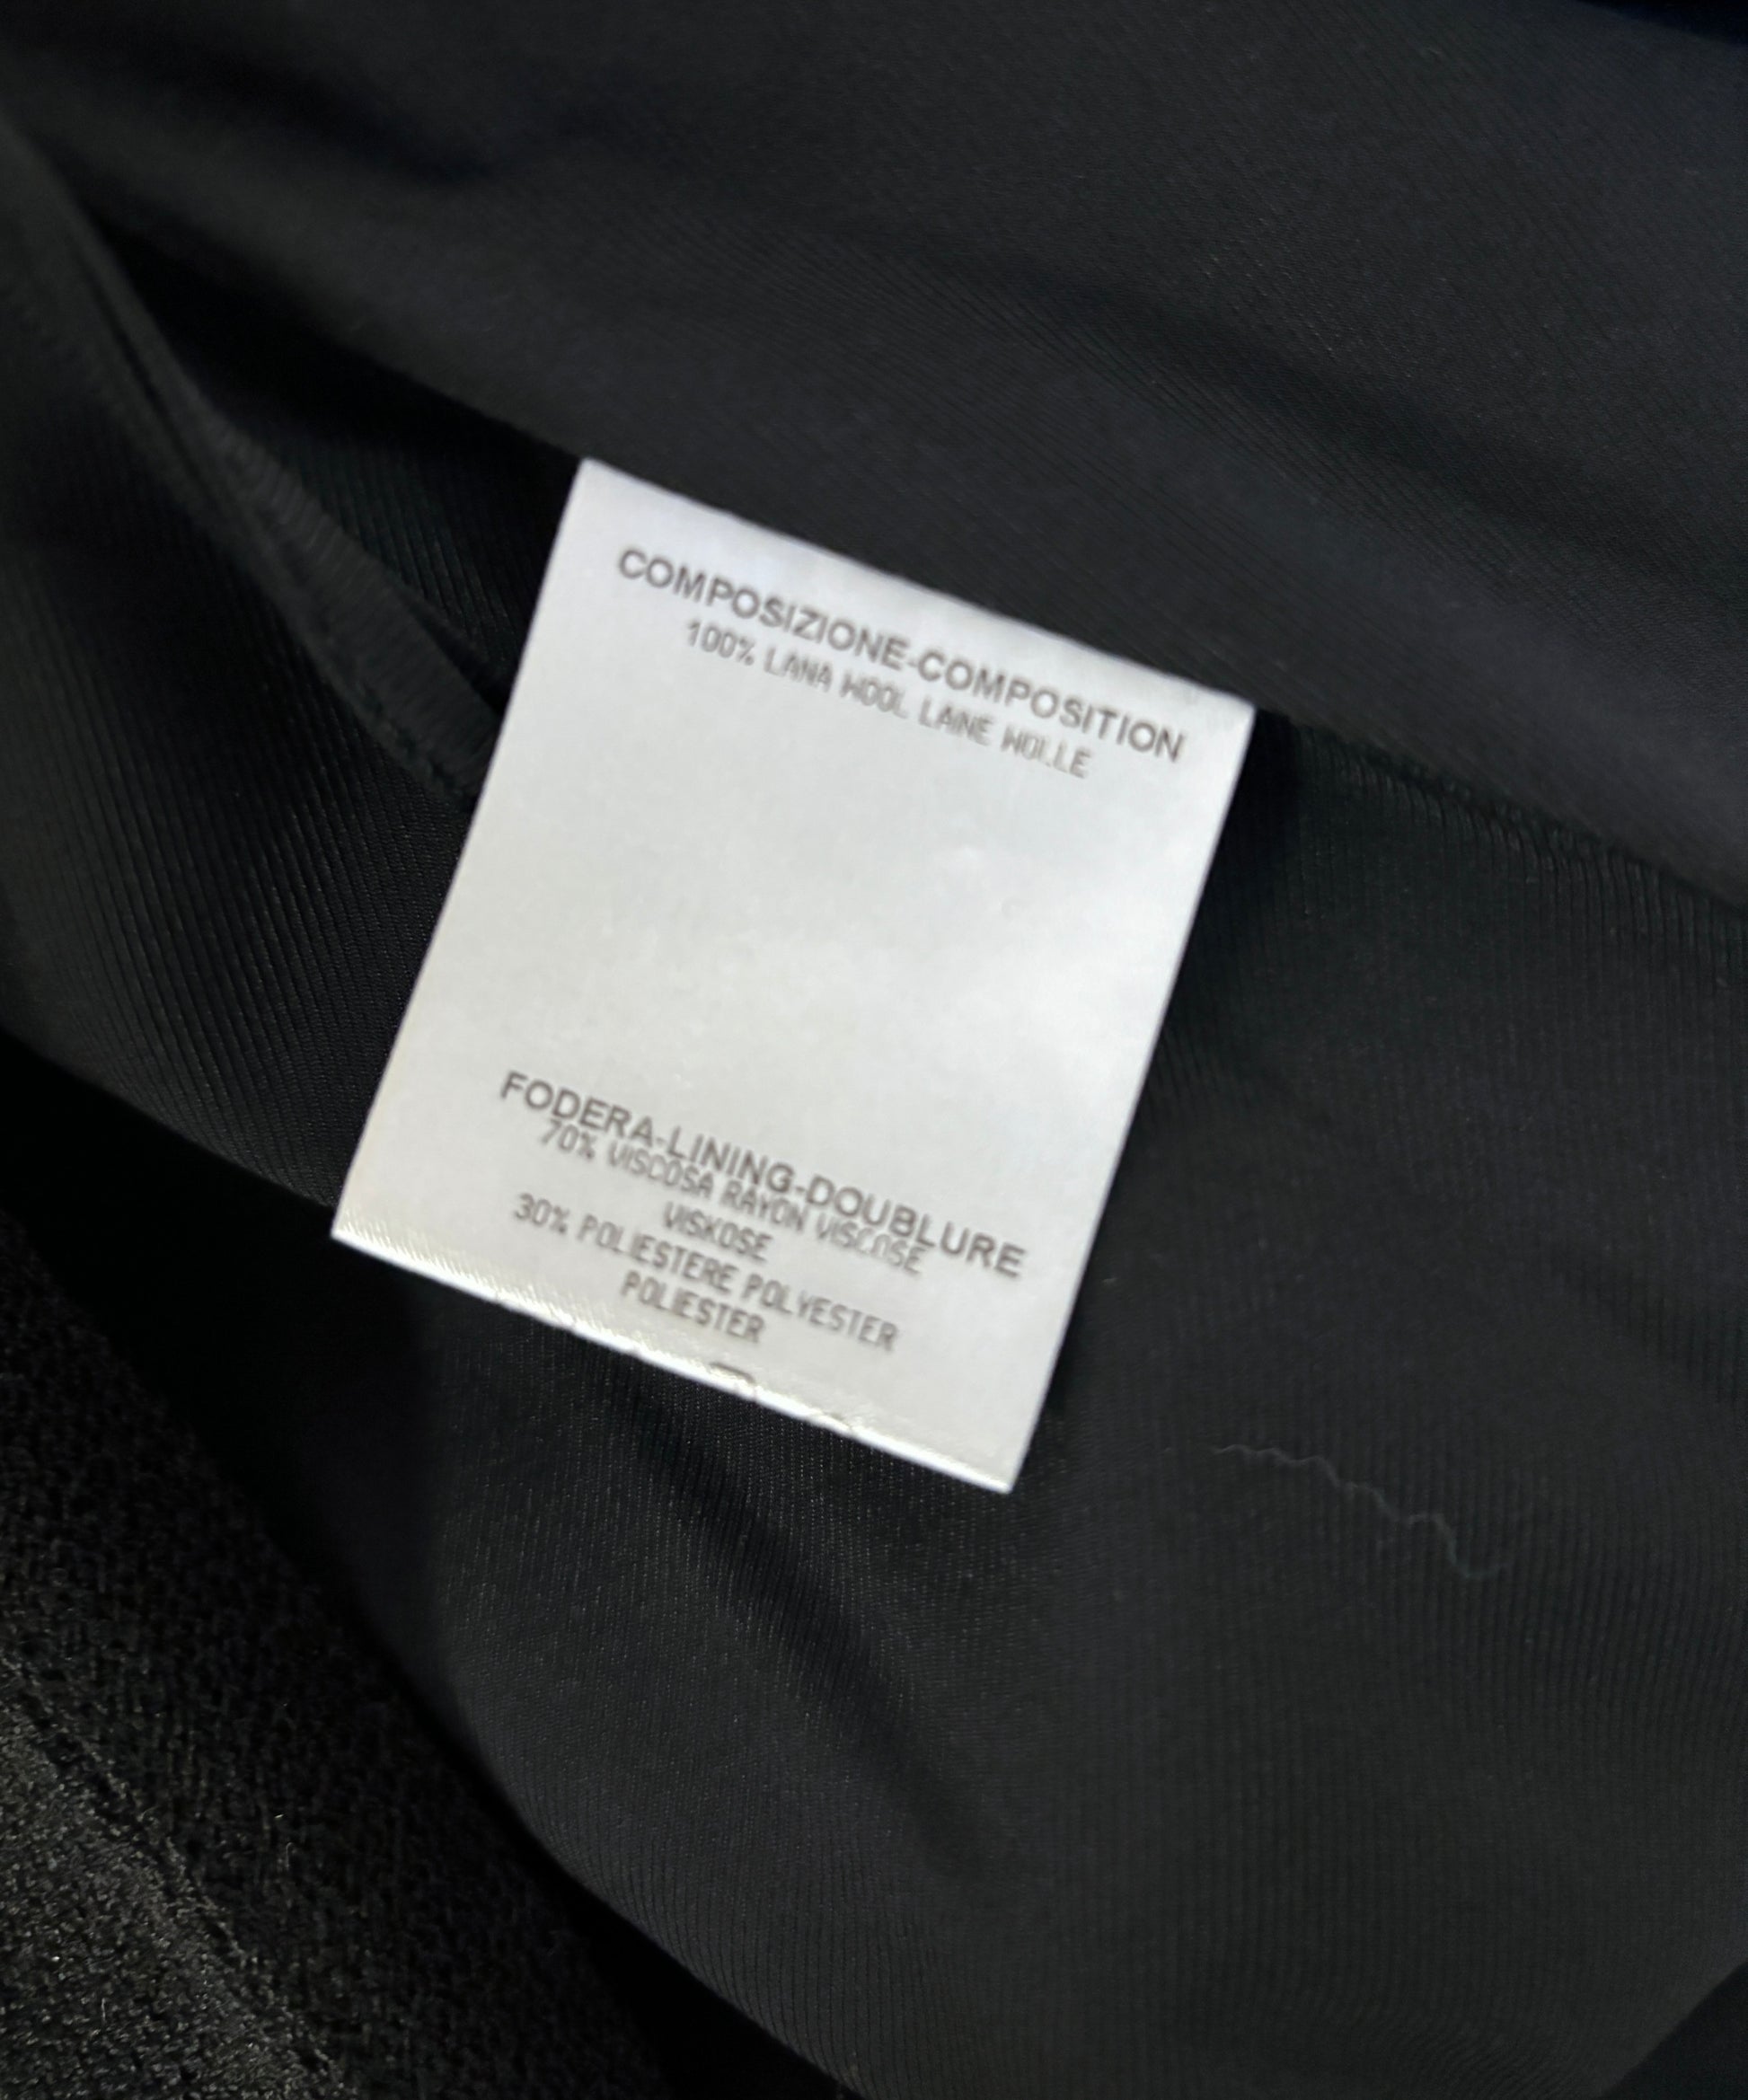 COMPOSIZIONE-COMPOSITION
100% LANA WOOL LAINE WOLLE
FODERA-LINING-DOUBLURE
70% VISCOSA RAYON VISCOSE
VISKOSE
30% POLIESTERE POLYESTER
POLIESTER